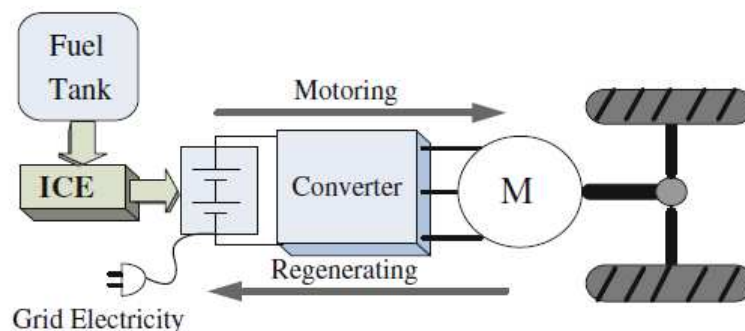 Fuel
Tank
Motoring
ICE
Converter
M
Regenerating
Grid Electricity